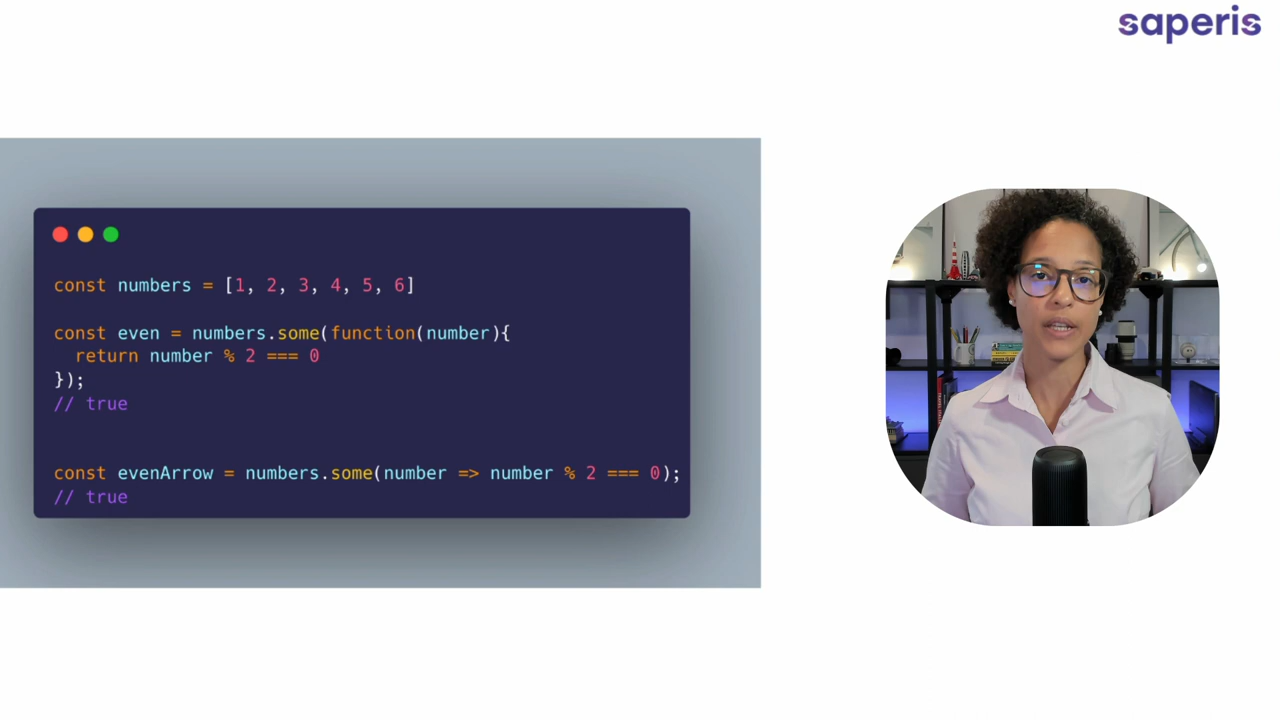 saperis
const numbers = [1, 2, 3, 4, 5, 6]
const even = numbers.some(function(number){
  return number % 2 === 0
});
// true
const evenArrow = numbers.some(number => number % 2 === 0);
// true